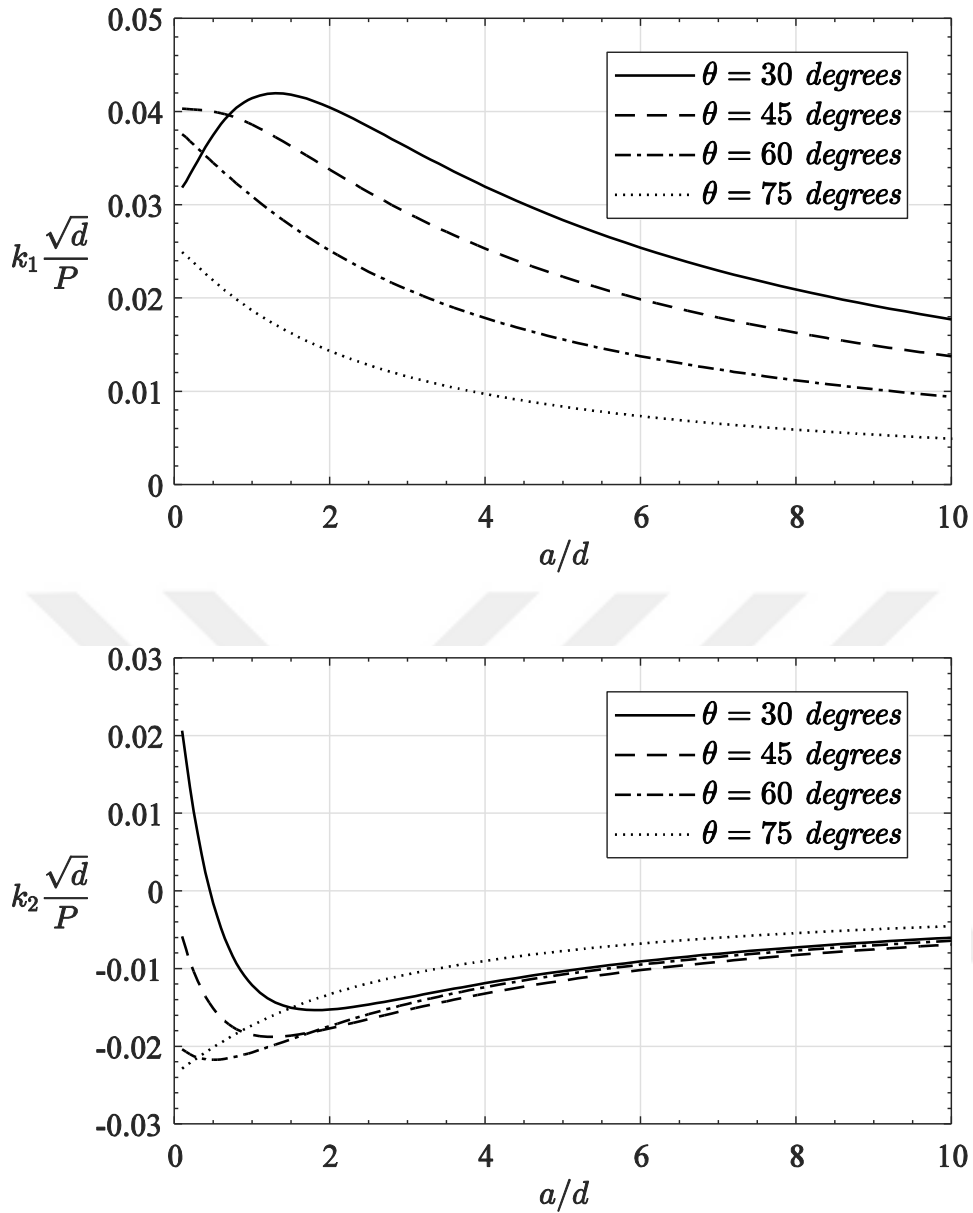 0.05
0.04
0.03
0.02
0.01
0
k₁ √d / P
θ = 30 degrees
θ = 45 degrees
θ = 60 degrees
θ = 75 degrees
0 2 4 6 8 10
a/d
0.03
0.02
0.01
0
-0.01
-0.02
-0.03
k₂ √d / P
θ = 30 degrees
θ = 45 degrees
θ = 60 degrees
θ = 75 degrees
0 2 4 6 8 10
a/d